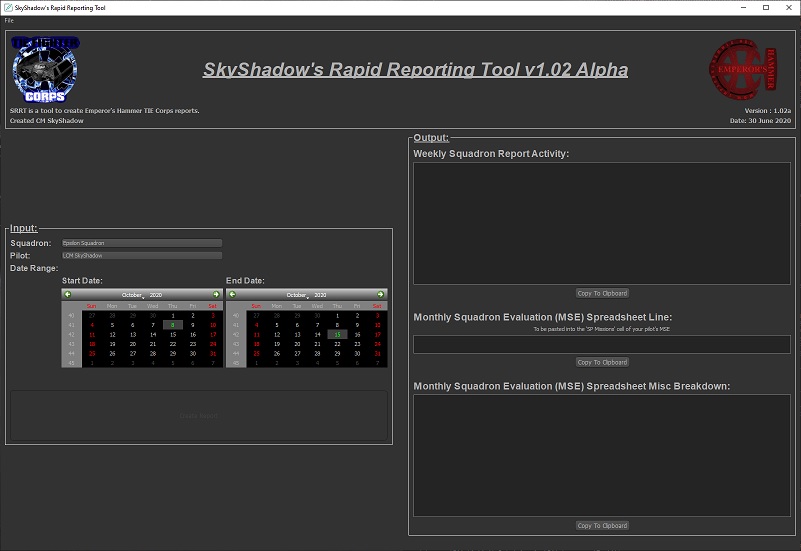 SkyShadow's Rapid Reporting Tool
File
TIE FIGHTER
CORPS
SkyShadow's Rapid Reporting Tool v1.02 Alpha
EMPEROR'S
HAMMER
SRRT is a tool to create Emperor's Hammer TIE Corps reports.
Created CM SkyShadow
Version : 1.02a
Date: 30 June 2020
Input:
Squadron: Epsilon Squadron
Pilot: LCM SkyShadow
Date Range:
Start Date:
October, 2020
Sun Mon Tue Wed Thu Fri Sat
40 27 28 29 30 1 2 3
41 4 5 6 7 8 9 10
42 11 12 13 14 15 16 17
43 18 19 20 21 22 23 24
44 25 26 27 28 29 30 31
45 1 2 3 4 5 6 7
End Date:
October, 2020
Sun Mon Tue Wed Thu Fri Sat
40 27 28 29 30 1 2 3
41 4 5 6 7 8 9 10
42 11 12 13 14 15 16 17
43 18 19 20 21 22 23 24
44 25 26 27 28 29 30 31
45 1 2 3 4 5 6 7
Output:
Weekly Squadron Report Activity:
Copy To Clipboard
Monthly Squadron Evaluation (MSE) Spreadsheet Line:
To be pasted into the 'SP Missions' cell of your pilot's MSE
Copy To Clipboard
Monthly Squadron Evaluation (MSE) Spreadsheet Misc Breakdown:
Copy To Clipboard